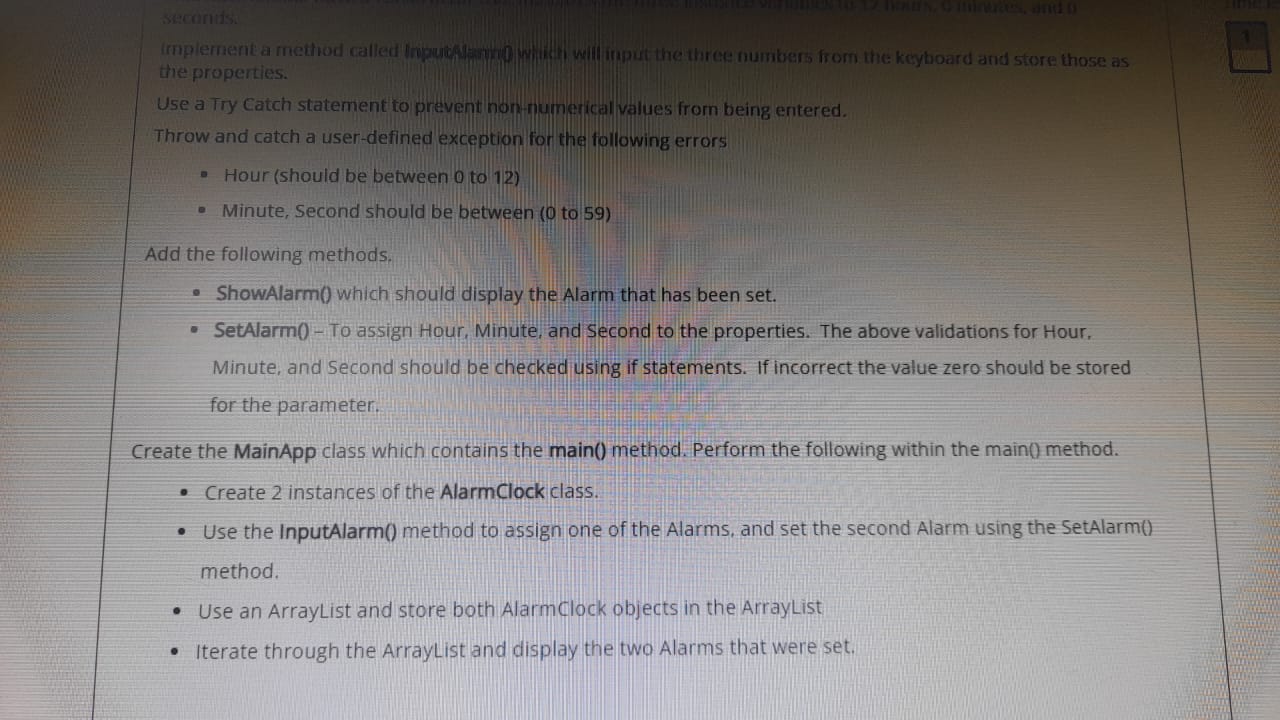 three instance variables to 12 hours, 0 minutes, and 0
seconds.
Implement a method called InputAlarm() which will input the three numbers from the keyboard and store those as
the properties.
Use a Try Catch statement to prevent non-numerical values from being entered.
Throw and catch a user-defined exception for the following errors
• Hour (should be between 0 to 12)
• Minute, Second should be between (0 to 59)
Add the following methods.
• ShowAlarm() which should display the Alarm that has been set.
• SetAlarm() – To assign Hour, Minute, and Second to the properties. The above validations for Hour,
Minute, and Second should be checked using if statements. If incorrect the value zero should be stored
for the parameter.
Create the MainApp class which contains the main() method. Perform the following within the main() method.
• Create 2 instances of the AlarmClock class.
• Use the InputAlarm() method to assign one of the Alarms, and set the second Alarm using the SetAlarm()
method.
• Use an ArrayList and store both AlarmClock objects in the ArrayList
• Iterate through the ArrayList and display the two Alarms that were set.
1